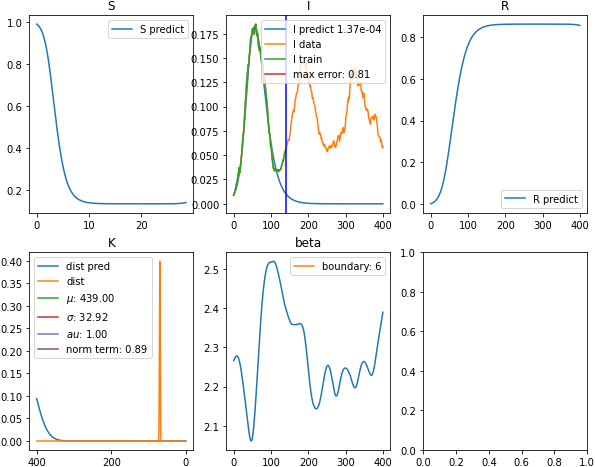 S
S predict
1.0
0.8
0.6
0.4
0.2
0 10 20
I
I predict 1.37e-04
I data
I train
max error: 0.81
0.175
0.150
0.125
0.100
0.075
0.050
0.025
0.000
0 100 200 300 400
R
R predict
0.8
0.6
0.4
0.2
0.0
0 100 200 300 400
K
dist pred
dist
μ: 439.00
σ: 32.92
au: 1.00
norm term: 0.89
0.40
0.35
0.30
0.25
0.20
0.15
0.10
0.05
0.00
400 200 0
beta
boundary: 6
2.5
2.4
2.3
2.2
2.1
0 100 200 300 400
1.0
0.8
0.6
0.4
0.2
0.0
0.0 0.2 0.4 0.6 0.8 1.0